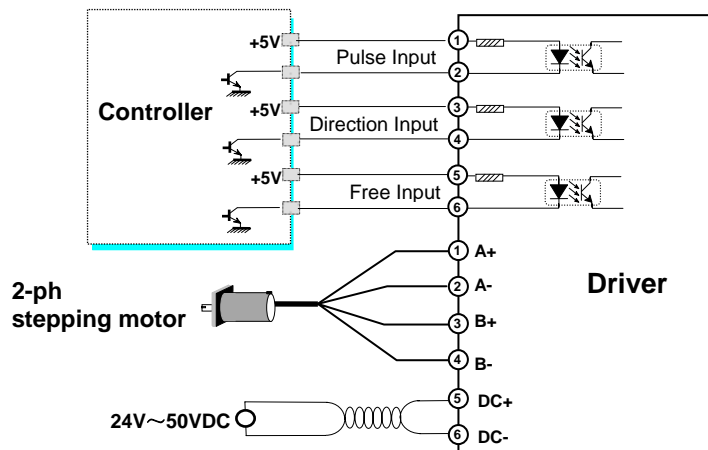 +5V
1
Pulse Input
2
Controller
+5V
3
Direction Input
4
+5V
5
Free Input
6
1 A+
2-ph
stepping motor
2 A-
Driver
3 B+
4 B-
24V～50VDC
5 DC+
6 DC-